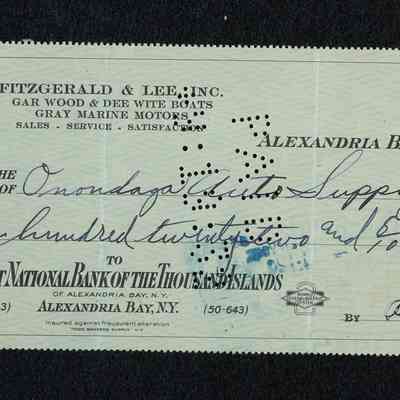 FITZGERALD & LEE, INC.
GAR WOOD & DEE WITE BOATS
GRAY MARINE MOTORS
SALES - SERVICE - SATISFACTION
ALEXANDRIA B
THE
OF Onondaga Auto Supp
hundred twenty two and
TO
T NATIONAL BANK OF THE THOUSAND ISLANDS
OF ALEXANDRIA BAY, N.Y.
3) ALEXANDRIA BAY, N.Y. (50-643)
BY
Insured against fraudulent alteration